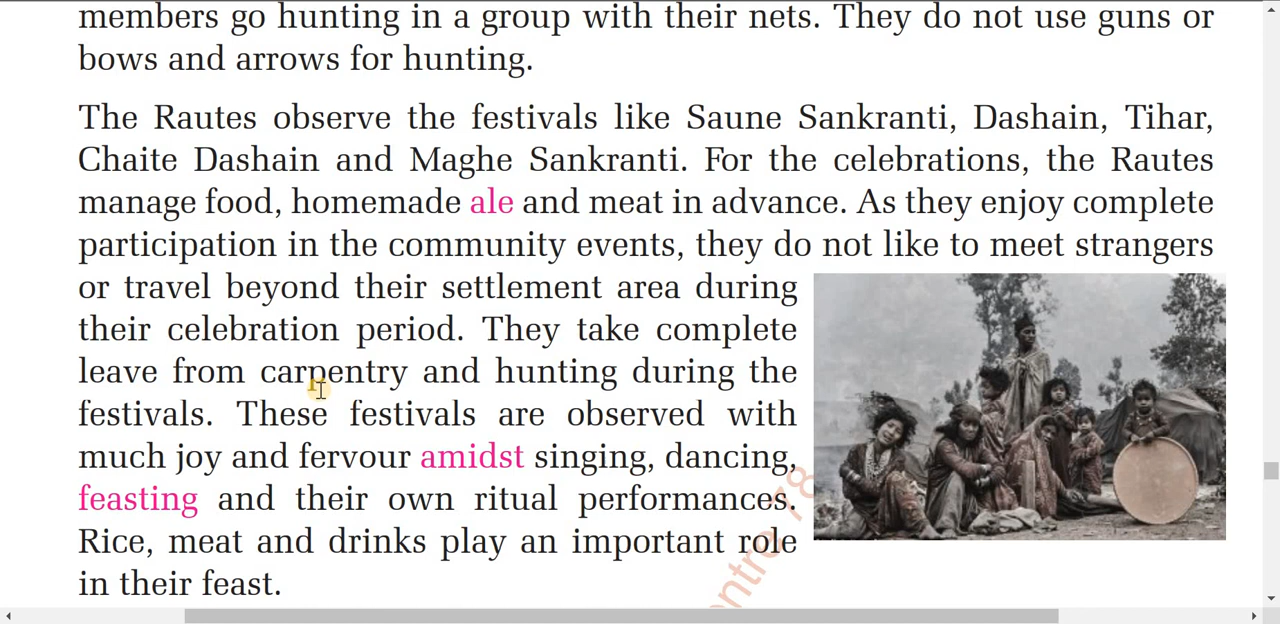 members go hunting in a group with their nets. They do not use guns or
bows and arrows for hunting.
The Rautes observe the festivals like Saune Sankranti, Dashain, Tihar,
Chaite Dashain and Maghe Sankranti. For the celebrations, the Rautes
manage food, homemade ale and meat in advance. As they enjoy complete
participation in the community events, they do not like to meet strangers
or travel beyond their settlement area during
their celebration period. They take complete
leave from carpentry and hunting during the
festivals. These festivals are observed with
much joy and fervour amidst singing, dancing,
feasting and their own ritual performances.
Rice, meat and drinks play an important role
in their feast.